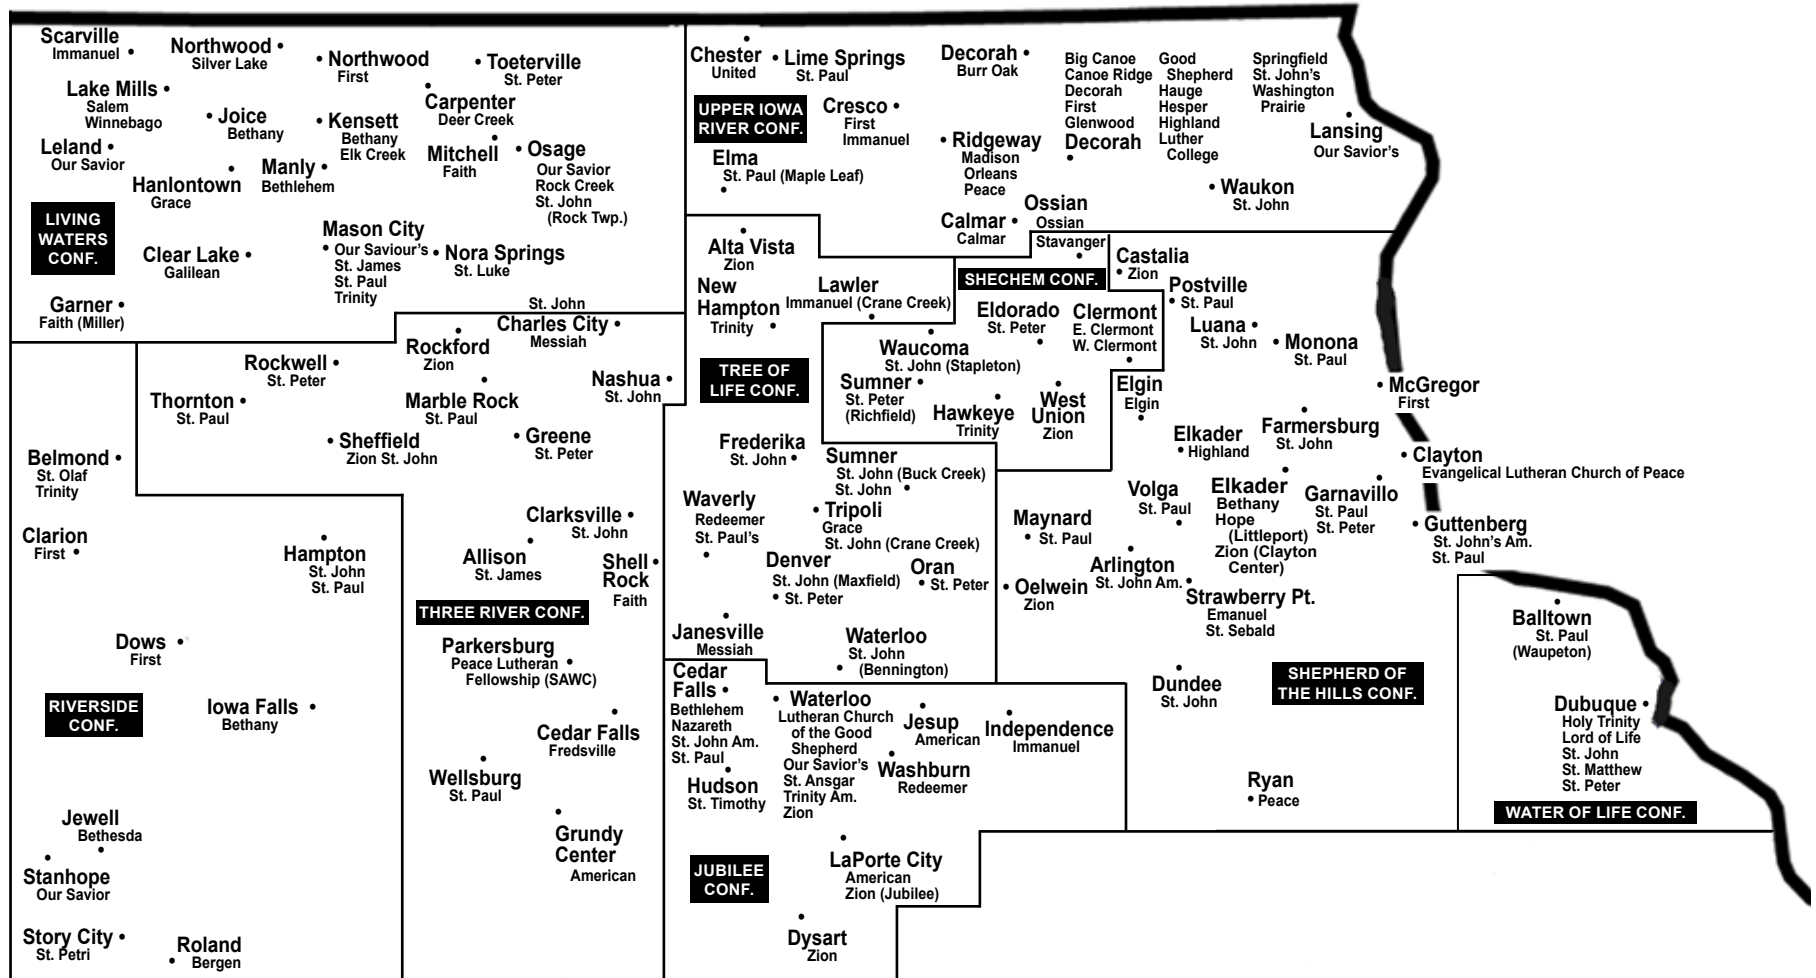 Scarville
Immanuel
Northwood
Silver Lake
Northwood
First
Toeterville
St. Peter
Lake Mills
Salem
Winnebago
Joice
Bethany
Kensett
Bethany
Elk Creek
Carpenter
Deer Creek
Leland
Our Savior
Hanlontown
Grace
Manly
Bethlehem
Mitchell
Faith
Osage
Our Savior
Rock Creek
St. John
(Rock Twp.)
LIVING
WATERS
CONF.
Clear Lake
Galilean
Mason City
Our Saviour's
St. James
St. Paul
Trinity
Nora Springs
St. Luke
Garner
Faith (Miller)
St. John
Charles City
Messiah
Chester
United
Lime Springs
St. Paul
Decorah
Burr Oak
Big Canoe
Canoe Ridge
Decorah
First
Glenwood
Decorah
Good
Shepherd
Hauge
Hesper
Highland
Luther
College
Springfield
St. John's
Washington
Prairie
UPPER IOWA
RIVER CONF.
Cresco
First
Immanuel
Ridgeway
Madison
Orleans
Peace
Lansing
Our Savior's
Elma
St. Paul (Maple Leaf)
Waukon
St. John
Calmar
Calmar
Ossian
Ossian
Stavanger
Alta Vista
Zion
New
Hampton
Trinity
Lawler
Immanuel (Crane Creek)
SHECHEM CONF.
Castalia
Zion
Postville
St. Paul
Eldorado
St. Peter
Clermont
E. Clermont
W. Clermont
Luana
St. John
Monona
St. Paul
Waucoma
St. John (Stapleton)
TREE OF
LIFE CONF.
Sumner
St. Peter
(Richfield)
Hawkeye
Trinity
West
Union
Zion
Elgin
Elgin
McGregor
First
Rockwell
St. Peter
Rockford
Zion
Nashua
St. John
Thornton
St. Paul
Marble Rock
St. Paul
Sheffield
Zion St. John
Greene
St. Peter
Belmond
St. Olaf
Trinity
Frederika
St. John
Sumner
St. John (Buck Creek)
St. John
Elkader
Highland
Farmersburg
St. John
Clayton
Evangelical Lutheran Church of Peace
Waverly
Redeemer
St. Paul's
Tripoli
Grace
St. John (Crane Creek)
Volga
St. Paul
Elkader
Bethany
Hope
(Littleport)
Zion (Clayton
Center)
Garnavillo
St. Paul
St. Peter
Guttenberg
St. John's Am.
St. Paul
Maynard
St. Paul
Clarion
First
Hampton
St. John
St. Paul
Clarksville
St. John
Allison
St. James
Shell
Rock
Faith
Denver
St. John (Maxfield)
St. Peter
Oran
St. Peter
Oelwein
Zion
Arlington
St. John Am.
Strawberry Pt.
Emanuel
St. Sebald
THREE RIVER CONF.
Balltown
St. Paul
(Waupeton)
Dows
First
Parkersburg
Peace Lutheran
Fellowship (SAWC)
Janesville
Messiah
Waterloo
St. John
(Bennington)
Dundee
St. John
SHEPHERD OF
THE HILLS CONF.
RIVERSIDE
CONF.
Iowa Falls
Bethany
Cedar Falls
Fredsville
Cedar
Falls
Bethlehem
Nazareth
St. John Am.
St. Paul
Waterloo
Lutheran Church
of the Good
Shepherd
Our Savior's
St. Ansgar
Trinity Am.
Zion
Jesup
American
Independence
Immanuel
Washburn
Redeemer
Dubuque
Holy Trinity
Lord of Life
St. John
St. Matthew
St. Peter
WATER OF LIFE CONF.
Wellsburg
St. Paul
Hudson
St. Timothy
Ryan
Peace
Jewell
Bethesda
Grundy
Center
American
Stanhope
Our Savior
JUBILEE
CONF.
LaPorte City
American
Zion (Jubilee)
Story City
St. Petri
Roland
Bergen
Dysart
Zion